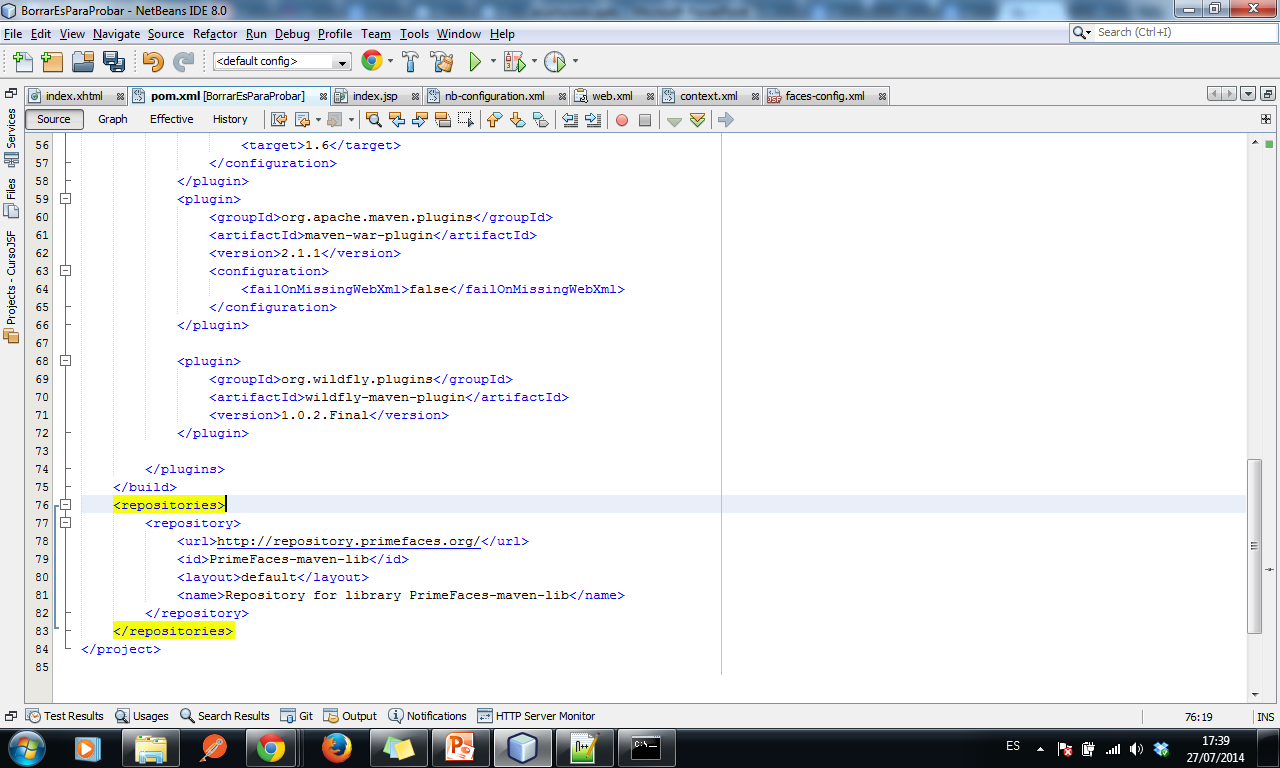 BorrarEsParaProbar - NetBeans IDE 8.0
File Edit View Navigate Source Refactor Run Debug Profile Team Tools Window Help
Search (Ctrl+I)
<default config>
index.xhtml pom.xml [BorrarEsParaProbar] index.jsp nb-configuration.xml web.xml context.xml faces-config.xml
Source Graph Effective History
Services
Files
Projects - CursoJSF
56 <target>1.6</target>
57 </configuration>
58 </plugin>
59 <plugin>
60 <groupId>org.apache.maven.plugins</groupId>
61 <artifactId>maven-war-plugin</artifactId>
62 <version>2.1.1</version>
63 <configuration>
64 <failOnMissingWebXml>false</failOnMissingWebXml>
65 </configuration>
66 </plugin>
67
68 <plugin>
69 <groupId>org.wildfly.plugins</groupId>
70 <artifactId>wildfly-maven-plugin</artifactId>
71 <version>1.0.2.Final</version>
72 </plugin>
73
74 </plugins>
75 </build>
76 <repositories>
77 <repository>
78 <url>http://repository.primefaces.org/</url>
79 <id>PrimeFaces-maven-lib</id>
80 <layout>default</layout>
81 <name>Repository for library PrimeFaces-maven-lib</name>
82 </repository>
83 </repositories>
84 </project>
85
Test Results Usages Search Results Git Output Notifications HTTP Server Monitor
76:19 INS
ES
17:39
27/07/2014